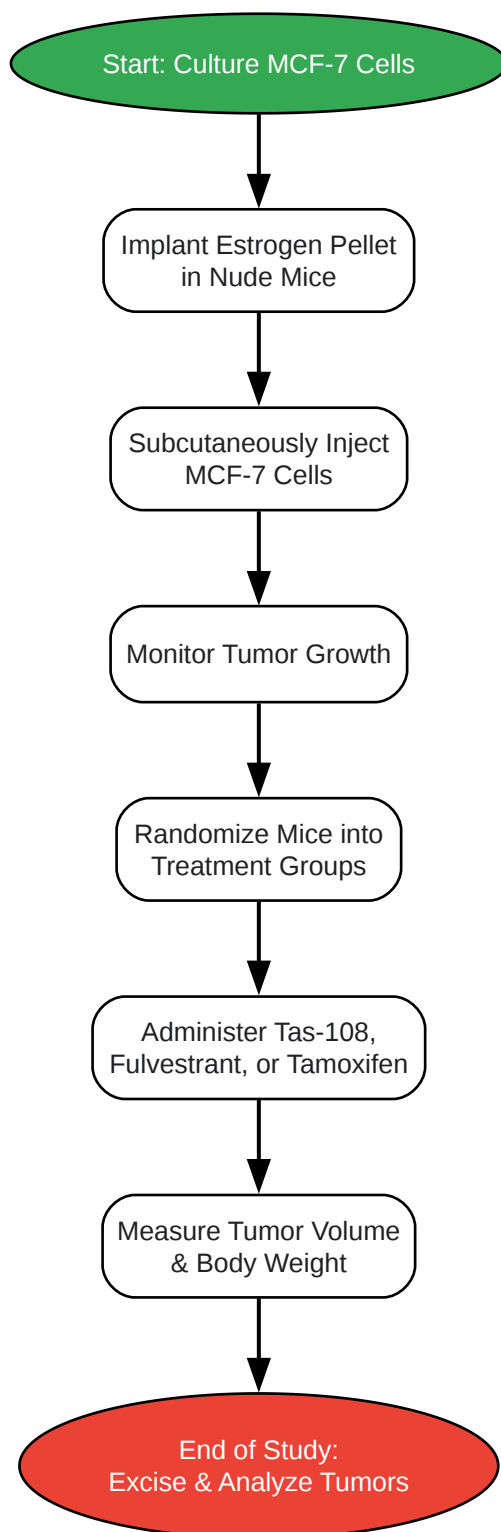 Start: Culture MCF-7 Cells
Implant Estrogen Pellet
in Nude Mice
Subcutaneously Inject
MCF-7 Cells
Monitor Tumor Growth
Randomize Mice into
Treatment Groups
Administer Tas-108,
Fulvestrant, or Tamoxifen
Measure Tumor Volume
& Body Weight
End of Study:
Excise & Analyze Tumors